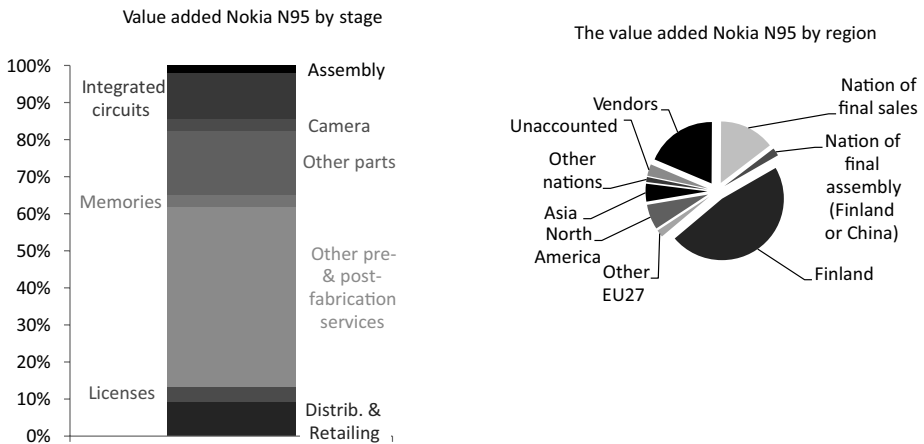 Value added Nokia N95 by stage
100%
90%
80%
70%
60%
50%
40%
30%
20%
10%
0%
Integrated
circuits
Memories
Licenses
Assembly
Camera
Other parts
Other pre-
& post-
fabrication
services
Distrib. &
Retailing
The value added Nokia N95 by region
Vendors
Unaccounted
Other
nations
Asia
North
America
Other
EU27
Nation of
final sales
Nation of
final
assembly
(Finland
or China)
Finland